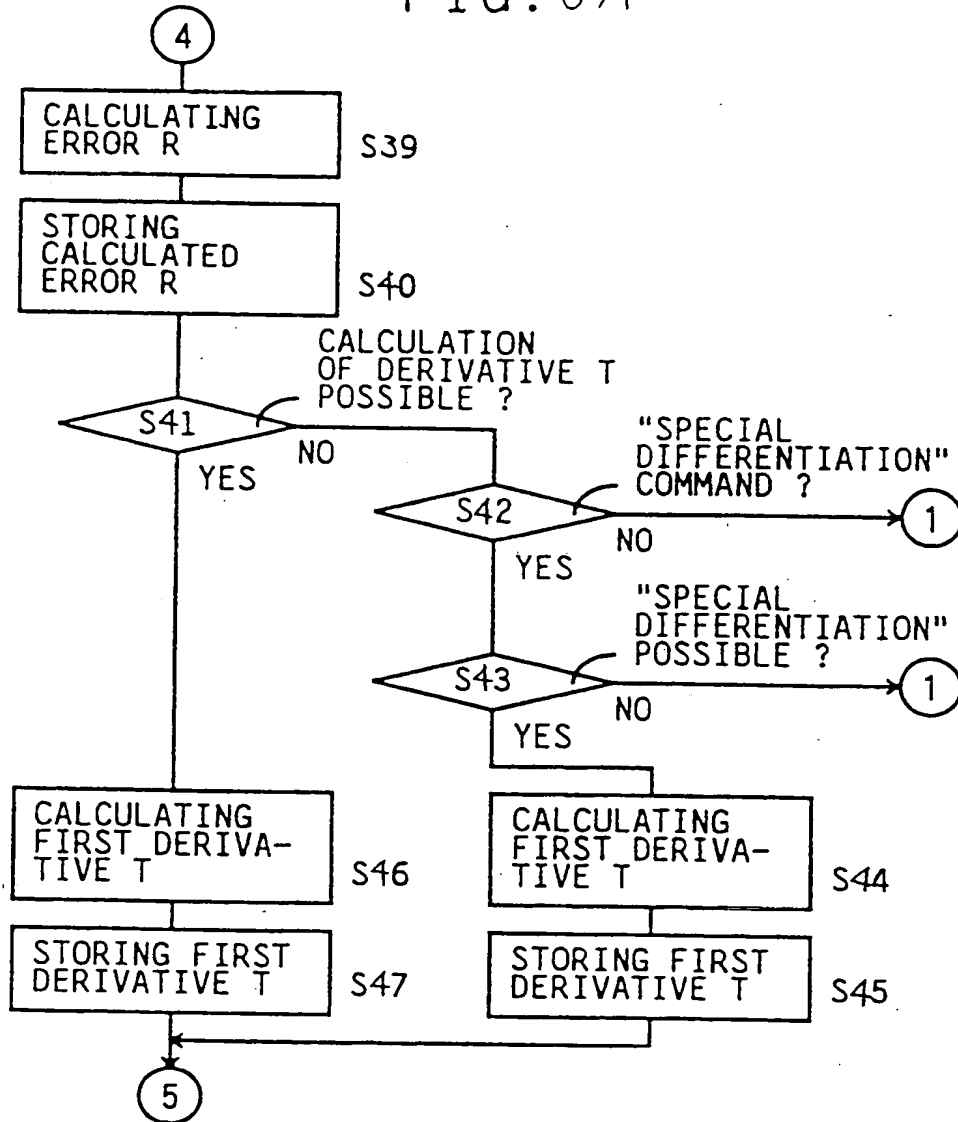 4
CALCULATING
ERROR R
S39
STORING
CALCULATED
ERROR R
S40
CALCULATION
OF DERIVATIVE T
POSSIBLE ?
S41
NO
YES
"SPECIAL
DIFFERENTIATION"
COMMAND ?
S42
1
NO
YES
"SPECIAL
DIFFERENTIATION"
POSSIBLE ?
S43
1
NO
YES
CALCULATING
FIRST DERIVA-
TIVE T
S46
CALCULATING
FIRST DERIVA-
TIVE T
S44
STORING FIRST
DERIVATIVE T
S47
STORING FIRST
DERIVATIVE T
S45
5